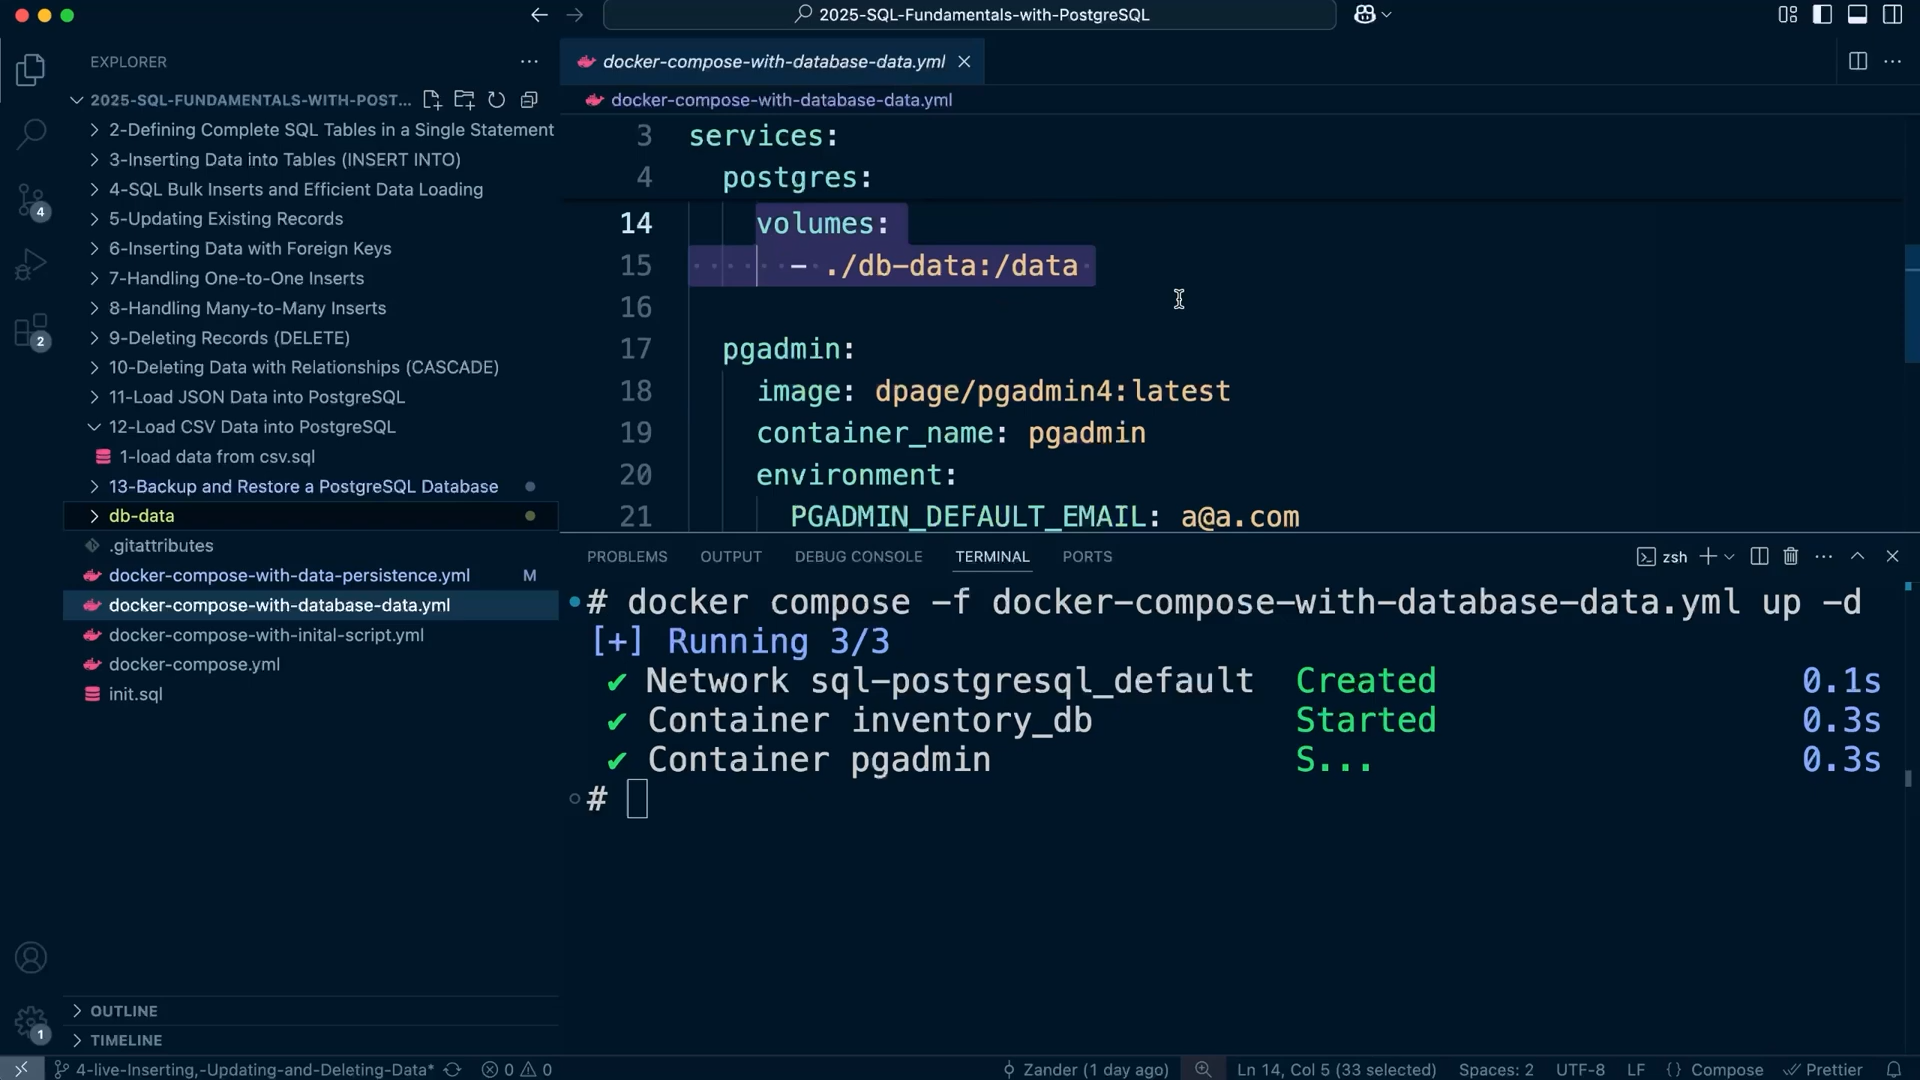 2025-SQL-Fundamentals-with-PostgreSQL
EXPLORER
2025-SQL-FUNDAMENTALS-WITH-POST...
2-Defining Complete SQL Tables in a Single Statement
3-Inserting Data into Tables (INSERT INTO)
4-SQL Bulk Inserts and Efficient Data Loading
5-Updating Existing Records
6-Inserting Data with Foreign Keys
7-Handling One-to-One Inserts
8-Handling Many-to-Many Inserts
9-Deleting Records (DELETE)
10-Deleting Data with Relationships (CASCADE)
11-Load JSON Data into PostgreSQL
12-Load CSV Data into PostgreSQL
1-load data from csv.sql
13-Backup and Restore a PostgreSQL Database
db-data
.gitattributes
docker-compose-with-data-persistence.yml M
docker-compose-with-database-data.yml
docker-compose-with-inital-script.yml
docker-compose.yml
init.sql
OUTLINE
TIMELINE
4
2
1
docker-compose-with-database-data.yml
docker-compose-with-database-data.yml
3 services:
4 postgres:
14 volumes:
15 - ./db-data:/data
16
17 pgadmin:
18 image: dpage/pgadmin4:latest
19 container_name: pgadmin
20 environment:
21 PGADMIN_DEFAULT_EMAIL: a@a.com
PROBLEMS OUTPUT DEBUG CONSOLE TERMINAL PORTS zsh
# docker compose -f docker-compose-with-database-data.yml up -d
[+] Running 3/3
✔ Network sql-postgresql_default Created 0.1s
✔ Container inventory_db Started 0.3s
✔ Container pgadmin S... 0.3s
#
4-live-Inserting,-Updating-and-Deleting-Data* 0 0 Zander (1 day ago) Ln 14, Col 5 (33 selected) Spaces: 2 UTF-8 LF {} Compose Prettier